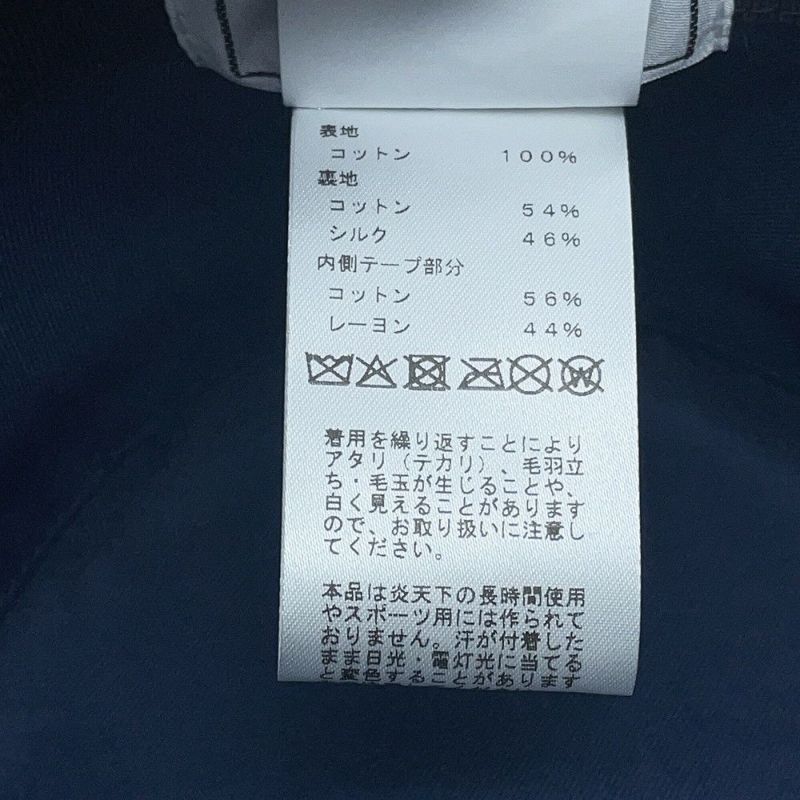 表地
コットン 100%
裏地
コットン 54%
シルク 46%
内側テープ部分
コットン 56%
レーヨン 44%
W
着用を繰り返すことにより
アタリ(テカリ)、毛羽立
ち・毛玉が生じることや、
白く見えることがあります
ので、お取り扱いに注意し
てください。
本品は炎天下の長時間使用
やスポーツ用には作られて
おりません。汗が付着した
まま日光・電灯光に当てる
と変色することがあります